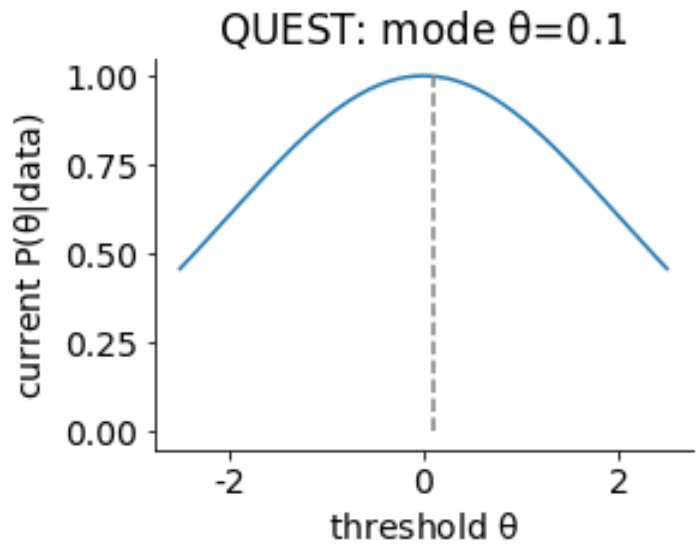 QUEST: mode θ=0.1
current P(θ|data)
1.00
0.75
0.50
0.25
0.00
-2 0 2
threshold θ